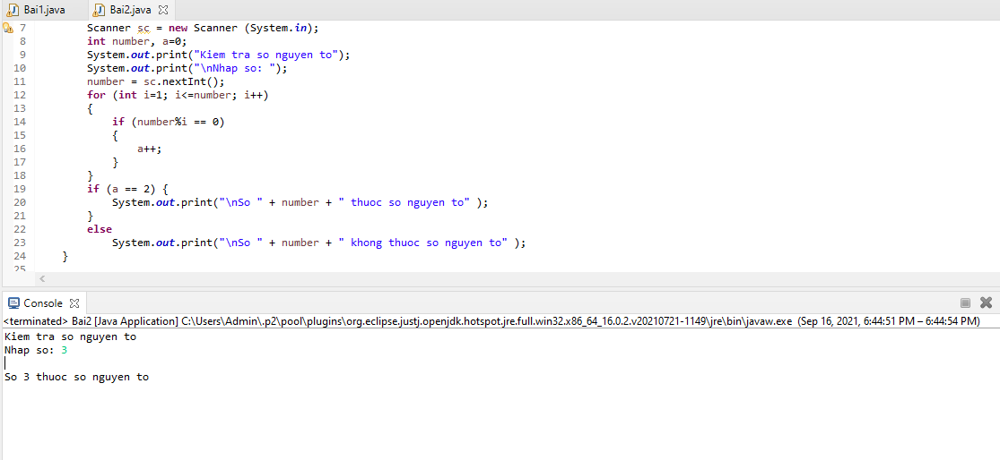 Bai1.java Bai2.java
7 Scanner sc = new Scanner (System.in);
8 int number, a=0;
9 System.out.print("Kiem tra so nguyen to");
10 System.out.print("\nNhap so: ");
11 number = sc.nextInt();
12 for (int i=1; i<=number; i++)
13 {
14 if (number%i == 0)
15 {
16 a++;
17 }
18 }
19 if (a == 2) {
20 System.out.print("\nSo " + number + " thuoc so nguyen to" );
21 }
22 else
23 System.out.print("\nSo " + number + " khong thuoc so nguyen to" );
24 }
25
Console
<terminated> Bai2 [Java Application] C:\Users\Admin\.p2\pool\plugins\org.eclipse.justj.openjdk.hotspot.jre.full.win32.x86_64_16.0.2.v20210721-1149\jre\bin\javaw.exe (Sep 16, 2021, 6:44:51 PM – 6:44:54 PM)
Kiem tra so nguyen to
Nhap so: 3
So 3 thuoc so nguyen to